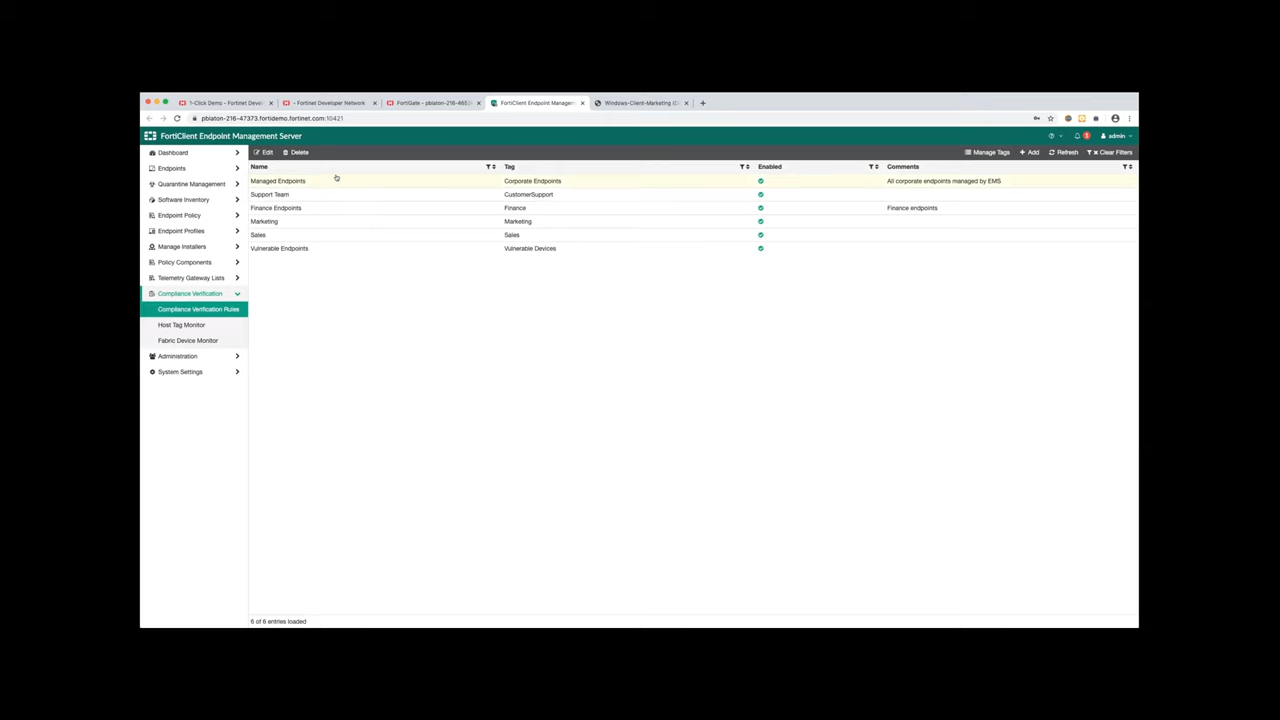 1-Click Demo - Fortinet Devel
- Fortinet Developer Network
FortiGate - pbiaton-216-4652
FortiClient Endpoint Managem
Windows-Client-Marketing (
pbiaton-216-47373.fortidemo.fortinet.com:10421
FortiClient Endpoint Management Server
admin
Dashboard
Endpoints
Quarantine Management
Software Inventory
Endpoint Policy
Endpoint Profiles
Manage Installers
Policy Components
Telemetry Gateway Lists
Compliance Verification
Compliance Verification Rules
Host Tag Monitor
Fabric Device Monitor
Administration
System Settings
Edit Delete Manage Tags Add Refresh Clear Filters
Name Tag Enabled Comments
Managed Endpoints Corporate Endpoints All corporate endpoints managed by EMS
Support Team CustomerSupport
Finance Endpoints Finance Finance endpoints
Marketing Marketing
Sales Sales
Vulnerable Endpoints Vulnerable Devices
6 of 6 entries loaded